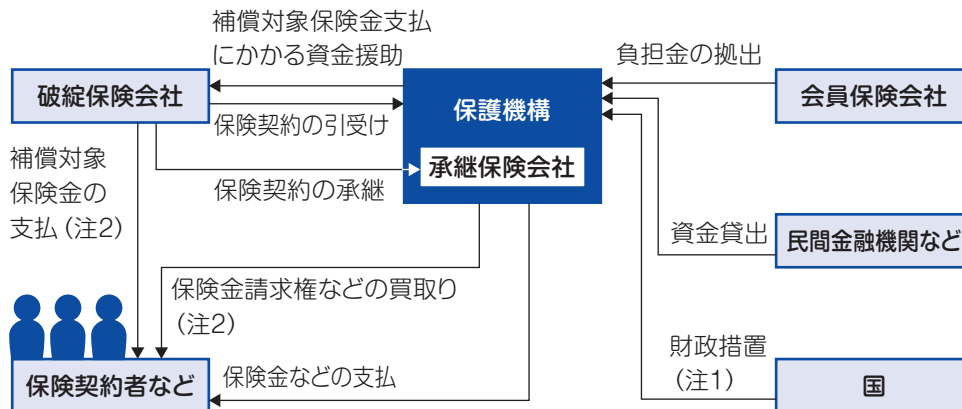 補償対象保険金支払
にかかる資金援助
破綻保険会社
保険契約の引受け
保険契約の承継
補償対象
保険金の
支払(注2)
保護機構
承継保険会社
負担金の拠出
会員保険会社
資金貸出
民間金融機関など
保険金請求権などの買取り
(注2)
財政措置
(注1)
国
保険契約者など
保険金などの支払